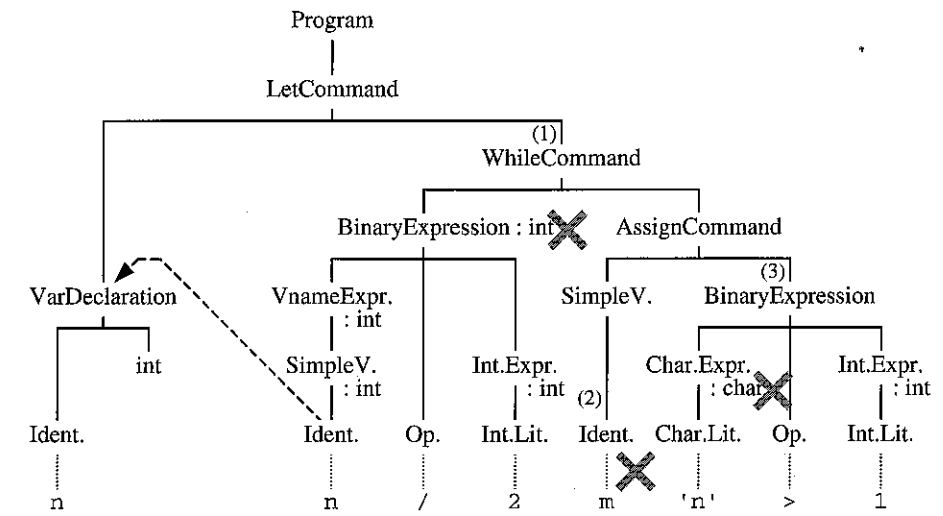 Program
LetCommand
(1)
WhileCommand
BinaryExpression : int AssignCommand
(3)
VarDeclaration VnameExpr. SimpleV. BinaryExpression
: int
int SimpleV. Int.Expr. Char.Expr. Int.Expr.
: int : int (2) : char : int
Ident. Ident. Op. Int.Lit. Ident. Char.Lit. Op. Int.Lit.
n n / 2 m 'n' > 1